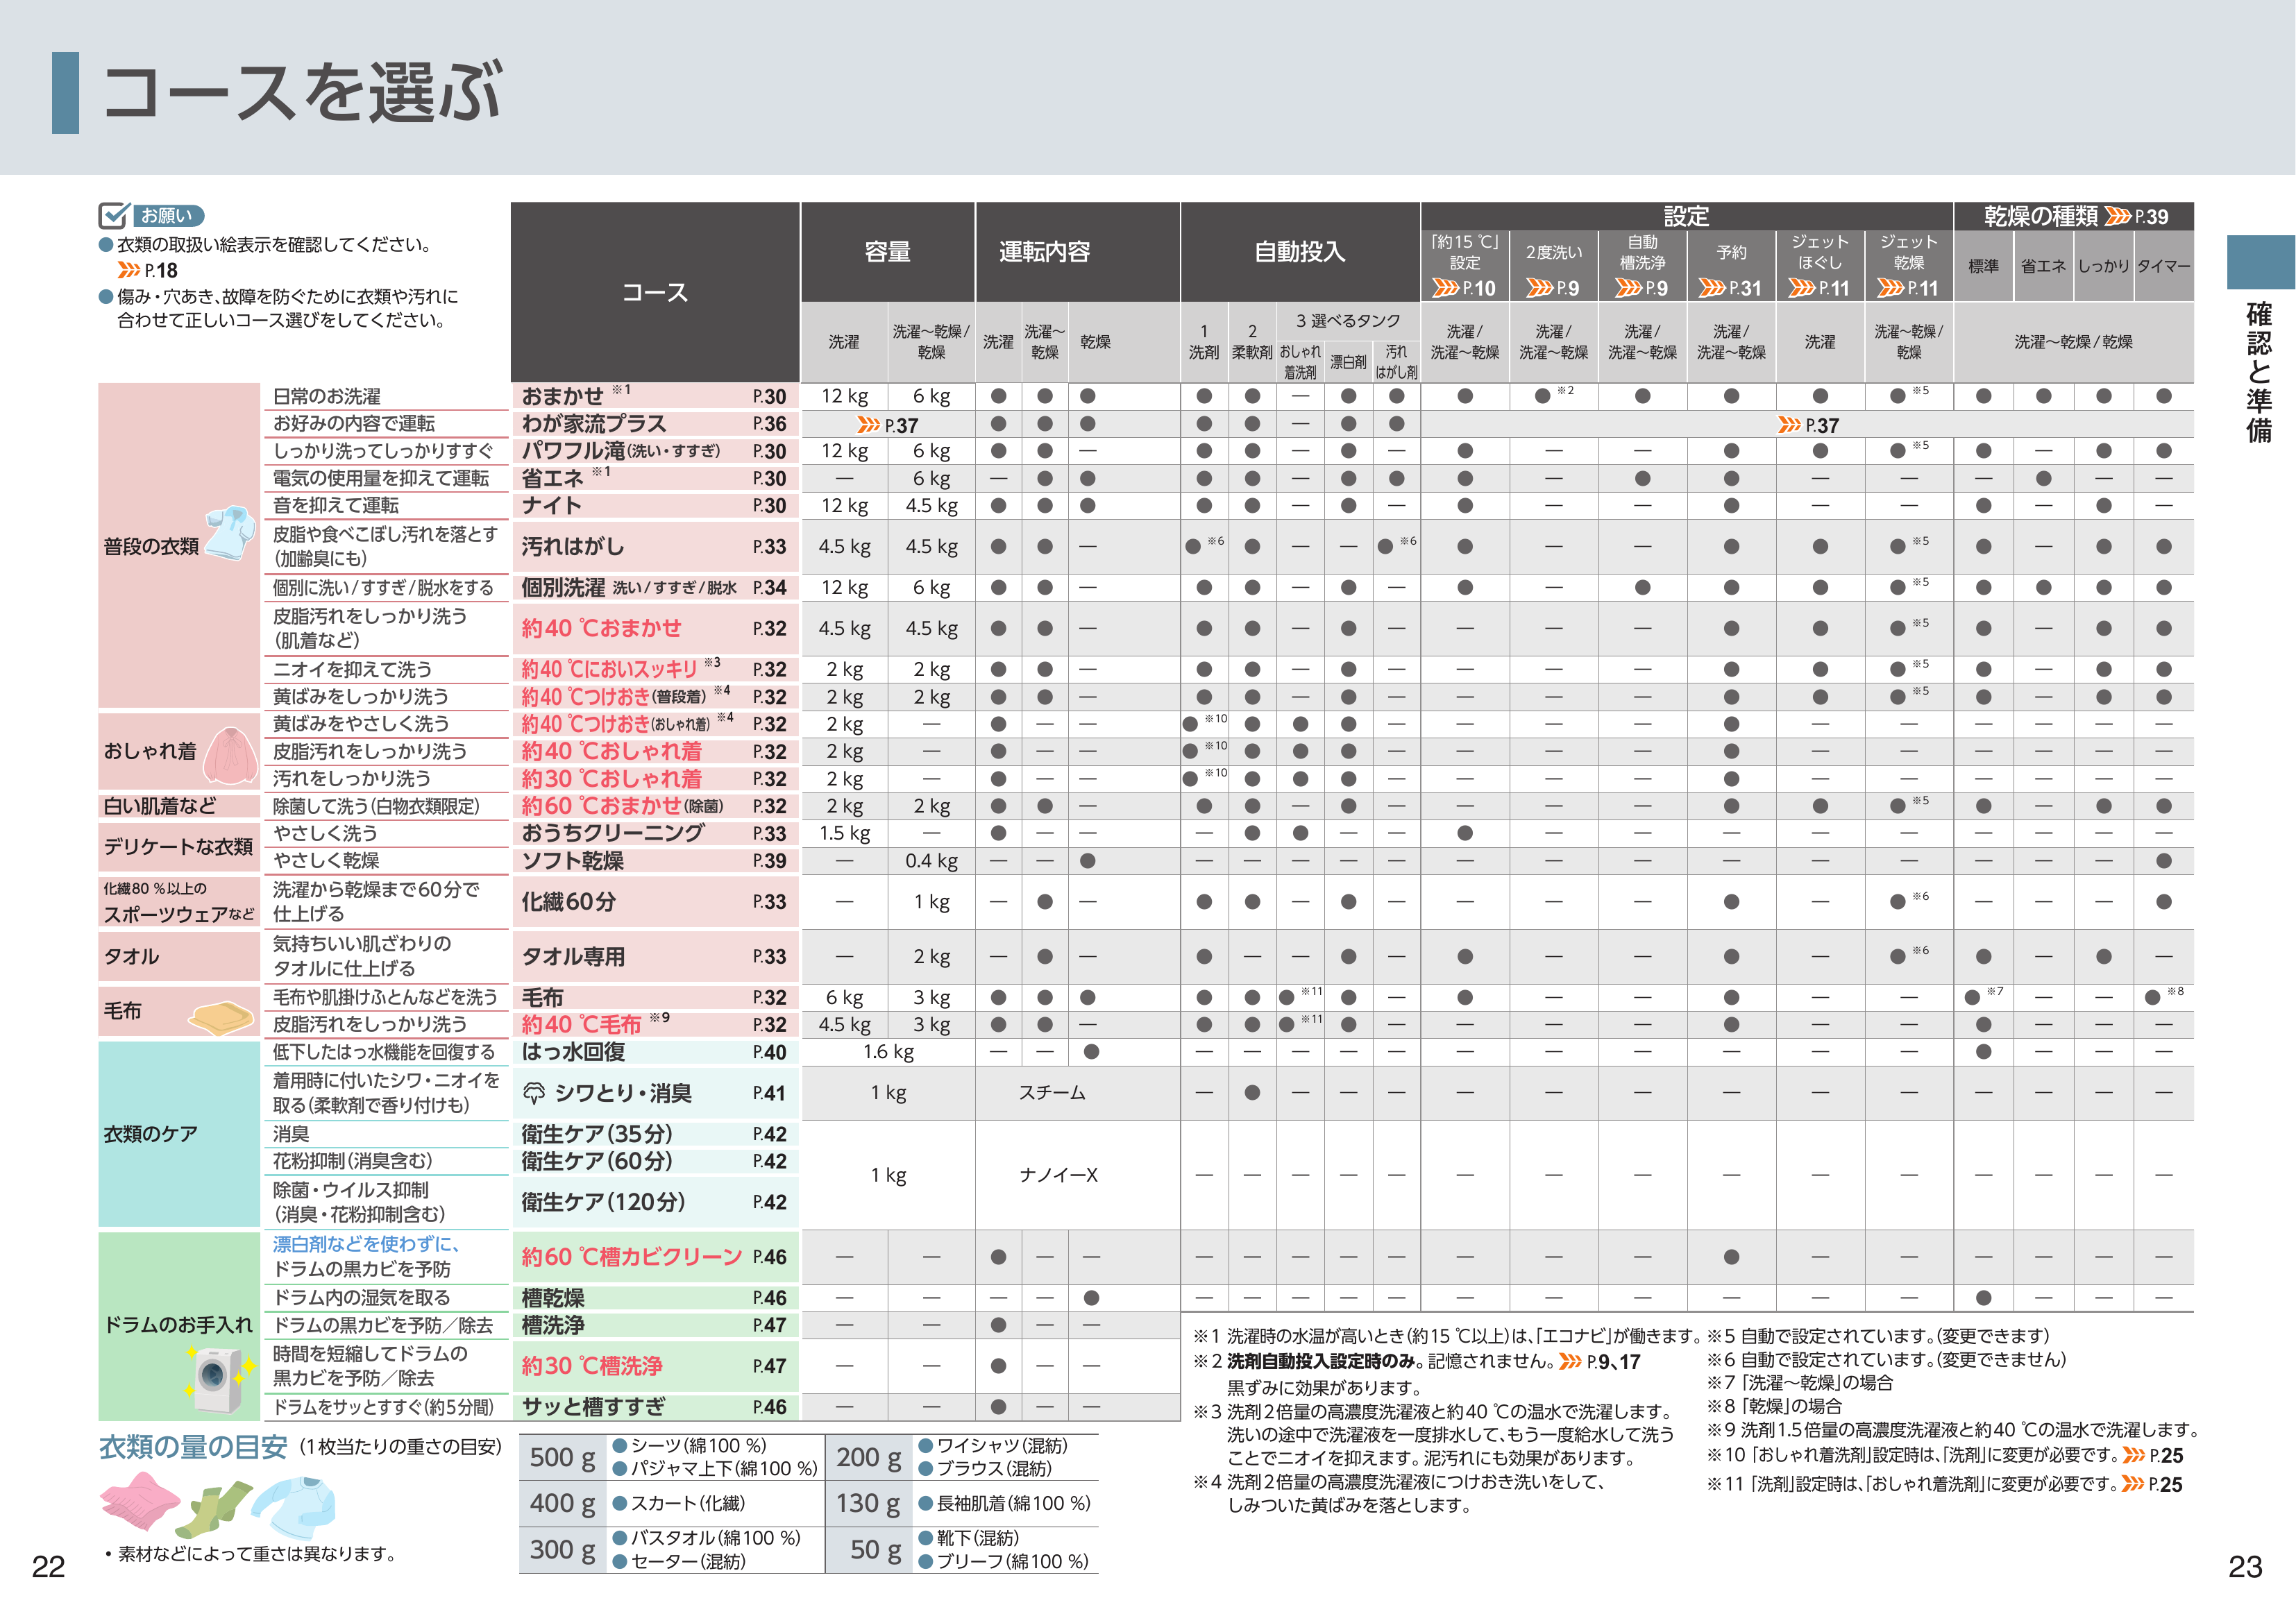 コースを選ぶ
お願い
●衣類の取扱い絵表示を確認してください。
P.18
●傷み・穴あき、故障を防ぐために衣類や汚れに
合わせて正しいコース選びをしてください。
コース 容量 運転内容 自動投入 設定 乾燥の種類 P.39
「約15 ℃」設定 P.10 2度洗い P.9 自動槽洗浄 P.9 予約 P.31 ジェットほぐし P.11 ジェット乾燥 P.11 標準 省エネ しっかり タイマー
洗濯 洗濯～乾燥/乾燥 洗濯 洗濯～乾燥 乾燥 1 洗剤 2 柔軟剤 3 選べるタンク おしゃれ着洗剤 漂白剤 汚れはがし剤 洗濯/洗濯～乾燥 洗濯/洗濯～乾燥 洗濯/洗濯～乾燥 洗濯/洗濯～乾燥 洗濯 洗濯～乾燥/乾燥 洗濯～乾燥/乾燥
普段の衣類
日常のお洗濯 おまかせ ※1 P.30 12 kg 6 kg ● ● ● ● ● — ● ● ● ●※2 ● ● ● ●※5 ● ● ● ●
お好みの内容で運転 わが家流プラス P.36 P.37 ● ● ● ● ● — ● ● P.37
しっかり洗ってしっかりすすぐ パワフル滝(洗い・すすぎ) P.30 12 kg 6 kg ● ● — ● ● — ● — ● — — ● ● ●※5 ● — ● ●
電気の使用量を抑えて運転 省エネ ※1 P.30 — 6 kg — ● ● ● ● — ● ● ● — ● ● — — — ● — —
音を抑えて運転 ナイト P.30 12 kg 4.5 kg ● ● ● ● ● — ● — ● — — ● — — ● — ● —
皮脂や食べこぼし汚れを落とす(加齢臭にも) 汚れはがし P.33 4.5 kg 4.5 kg ● ● — ●※6 ● — — ●※6 ● — — ● ● ●※5 ● — ● ●
個別に洗い/すすぎ/脱水をする 個別洗濯 洗い/すすぎ/脱水 P.34 12 kg 6 kg ● ● — ● ● — ● — ● — ● ● ● ●※5 ● ● ● ●
皮脂汚れをしっかり洗う(肌着など) 約40 ℃おまかせ P.32 4.5 kg 4.5 kg ● ● — ● ● — ● — — — — ● ● ●※5 ● — ● ●
ニオイを抑えて洗う 約40 ℃においスッキリ ※3 P.32 2 kg 2 kg ● ● — ● ● — ● — — — — ● ● ●※5 ● — ● ●
黄ばみをしっかり洗う 約40 ℃つけおき(普段着) ※4 P.32 2 kg 2 kg ● ● — ● ● — ● — — — — ● ● ●※5 ● — ● ●
おしゃれ着
黄ばみをやさしく洗う 約40 ℃つけおき(おしゃれ着) ※4 P.32 2 kg — ● — — ●※10 ● ● ● — — — — ● — — — — — —
皮脂汚れをしっかり洗う 約40 ℃おしゃれ着 P.32 2 kg — ● — — ●※10 ● ● ● — — — — ● — — — — — —
汚れをしっかり洗う 約30 ℃おしゃれ着 P.32 2 kg — ● — — ●※10 ● ● ● — — — — ● — — — — — —
白い肌着など
除菌して洗う(白物衣類限定) 約60 ℃おまかせ(除菌) P.32 2 kg 2 kg ● ● — ● ● — ● — — — — ● ● ●※5 ● — ● ●
デリケートな衣類
やさしく洗う おうちクリーニング P.33 1.5 kg — ● — — — ● ● — — ● — — — — — — — — —
やさしく乾燥 ソフト乾燥 P.39 — 0.4 kg — — ● — — — — — — — — — — — — — — ●
化繊80 %以上のスポーツウェアなど
洗濯から乾燥まで60分で仕上げる 化繊60分 P.33 — 1 kg — ● — ● ● — ● — — — — ● — ●※6 — — — ●
タオル
気持ちいい肌ざわりのタオルに仕上げる タオル専用 P.33 — 2 kg — ● — ● — — ● — ● — — ● — ●※6 ● — ● —
毛布
毛布や肌掛けふとんなどを洗う 毛布 P.32 6 kg 3 kg ● ● ● ● ● ●※11 ● — ● — — ● — — ●※7 — — ●※8
皮脂汚れをしっかり洗う 約40 ℃毛布 ※9 P.32 4.5 kg 3 kg ● ● — ● ● ●※11 ● — — — — ● — — ● — — —
衣類のケア
低下したはっ水機能を回復する はっ水回復 P.40 1.6 kg — — ● — — — — — — — — — — — ● — — —
着用時に付いたシワ・ニオイを取る(柔軟剤で香り付けも) シワとり・消臭 P.41 1 kg スチーム — ● — — — — — — — — — — — — —
消臭 衛生ケア(35分) P.42
花粉抑制(消臭含む) 衛生ケア(60分) P.42 1 kg ナノイーX — — — — — — — — — — — — — — —
除菌・ウイルス抑制(消臭・花粉抑制含む) 衛生ケア(120分) P.42
ドラムのお手入れ
漂白剤などを使わずに、ドラムの黒カビを予防 約60 ℃槽カビクリーン P.46 — — ● — — — — — — — — — — ● — — — — — —
ドラム内の湿気を取る 槽乾燥 P.46 — — — — ● — — — — — — — — — — — ● — — —
ドラムの黒カビを予防／除去 槽洗浄 P.47 — — ● — —
時間を短縮してドラムの黒カビを予防／除去 約30 ℃槽洗浄 P.47 — — ● — —
ドラムをサッとすすぐ(約5分間) サッと槽すすぎ P.46 — — ● — —
※1 洗濯時の水温が高いとき(約15 ℃以上)は、「エコナビ」が働きます。
※2 洗剤自動投入設定時のみ。記憶されません。 P.9、17
黒ずみに効果があります。
※3 洗剤2倍量の高濃度洗濯液と約40 ℃の温水で洗濯します。
洗いの途中で洗濯液を一度排水して、もう一度給水して洗う
ことでニオイを抑えます。泥汚れにも効果があります。
※4 洗剤2倍量の高濃度洗濯液につけおき洗いをして、
しみついた黄ばみを落とします。
※5 自動で設定されています。(変更できます)
※6 自動で設定されています。(変更できません)
※7 「洗濯～乾燥」の場合
※8 「乾燥」の場合
※9 洗剤1.5倍量の高濃度洗濯液と約40 ℃の温水で洗濯します。
※10 「おしゃれ着洗剤」設定時は、「洗剤」に変更が必要です。 P.25
※11 「洗剤」設定時は、「おしゃれ着洗剤」に変更が必要です。 P.25
衣類の量の目安(1枚当たりの重さの目安)
500 g ●シーツ(綿100 %) ●パジャマ上下(綿100 %)
400 g ●スカート(化繊)
300 g ●バスタオル(綿100 %) ●セーター(混紡)
200 g ●ワイシャツ(混紡) ●ブラウス(混紡)
130 g ●長袖肌着(綿100 %)
50 g ●靴下(混紡) ●ブリーフ(綿100 %)
・素材などによって重さは異なります。
確認と準備
22
23